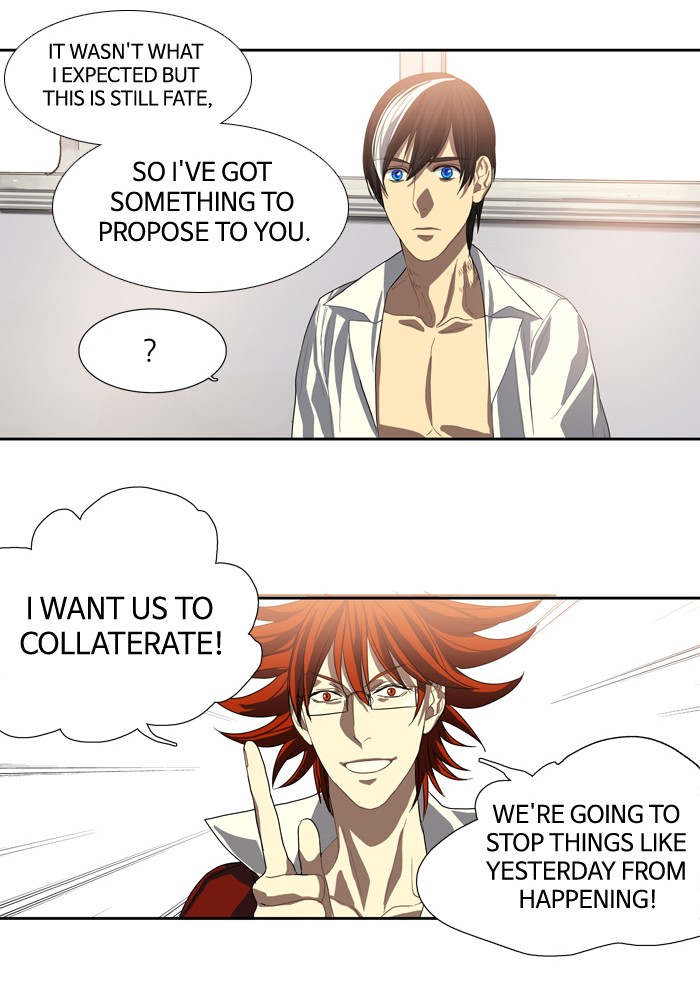 IT WASN'T WHAT
I EXPECTED BUT
THIS IS STILL FATE,
SO I'VE GOT
SOMETHING TO
PROPOSE TO YOU.
?
I WANT US TO
COLLATERATE!
WE'RE GOING TO
STOP THINGS LIKE
YESTERDAY FROM
HAPPENING!